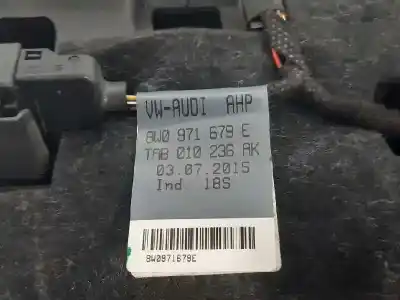 VW-AUDI AHP
8W0 971 679 E
TAB 010 236 AK
03.07.2015
Ind 18S
8W0971679E